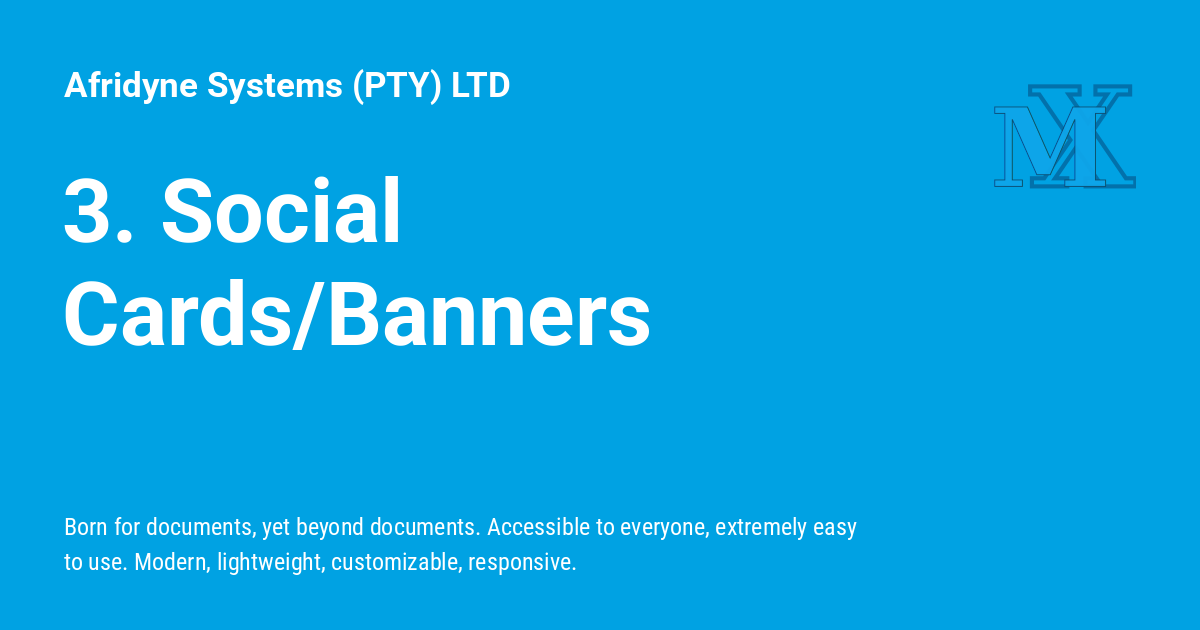 Afridyne Systems (PTY) LTD
MX
3. Social
Cards/Banners
Born for documents, yet beyond documents. Accessible to everyone, extremely easy
to use. Modern, lightweight, customizable, responsive.